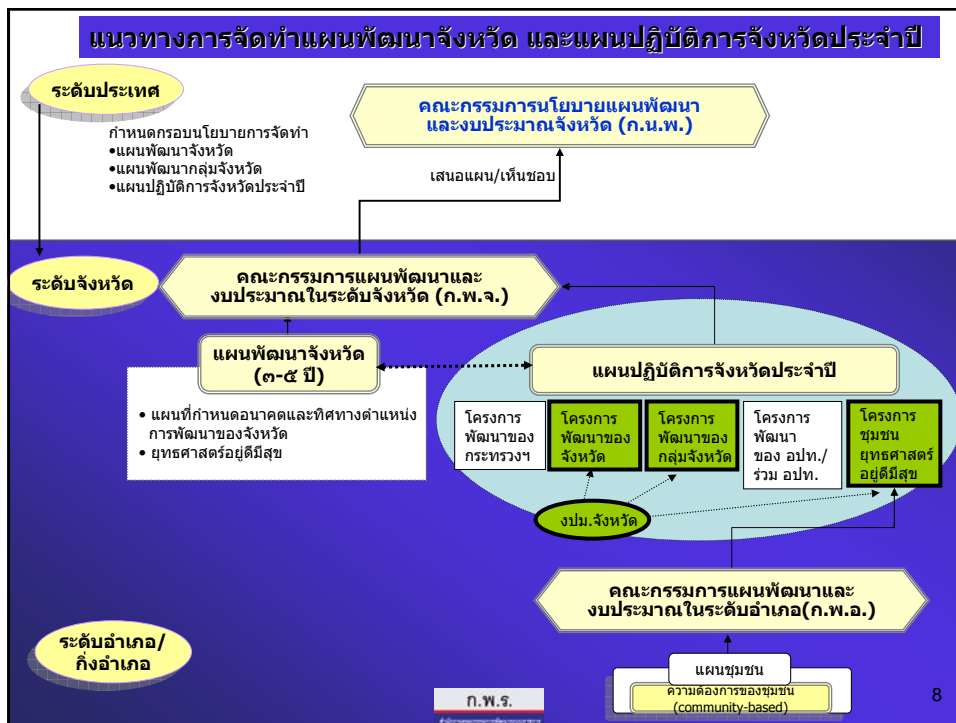 แนวทางการจัดทำแผนพัฒนาจังหวัด และแผนปฏิบัติการจังหวัดประจำปี
ระดับประเทศ
คณะกรรมการนโยบายแผนพัฒนา
และงบประมาณจังหวัด (ก.น.พ.)
กำหนดกรอบนโยบายการจัดทำ
•แผนพัฒนาจังหวัด
•แผนพัฒนากลุ่มจังหวัด
•แผนปฏิบัติการจังหวัดประจำปี
เสนอแผน/เห็นชอบ
ระดับจังหวัด
คณะกรรมการแผนพัฒนาและ
งบประมาณในระดับจังหวัด (ก.พ.จ.)
แผนพัฒนาจังหวัด
(๓-๕ ปี)
• แผนที่กำหนดอนาคตและทิศทางตำแหน่ง
การพัฒนาของจังหวัด
• ยุทธศาสตร์อยู่ดีมีสุข
แผนปฏิบัติการจังหวัดประจำปี
โครงการ
พัฒนาของ
กระทรวงฯ
โครงการ
พัฒนาของ
จังหวัด
โครงการ
พัฒนาของ
กลุ่มจังหวัด
โครงการ
พัฒนา
ของ อปท./
ร่วม อปท.
โครงการ
ชุมชน
ยุทธศาสตร์
อยู่ดีมีสุข
งปม.จังหวัด
คณะกรรมการแผนพัฒนาและ
งบประมาณในระดับอำเภอ(ก.พ.อ.)
ระดับอำเภอ/
กิ่งอำเภอ
แผนชุมชน
ความต้องการของชุมชน
(community-based)
ก.พ.ร.
8